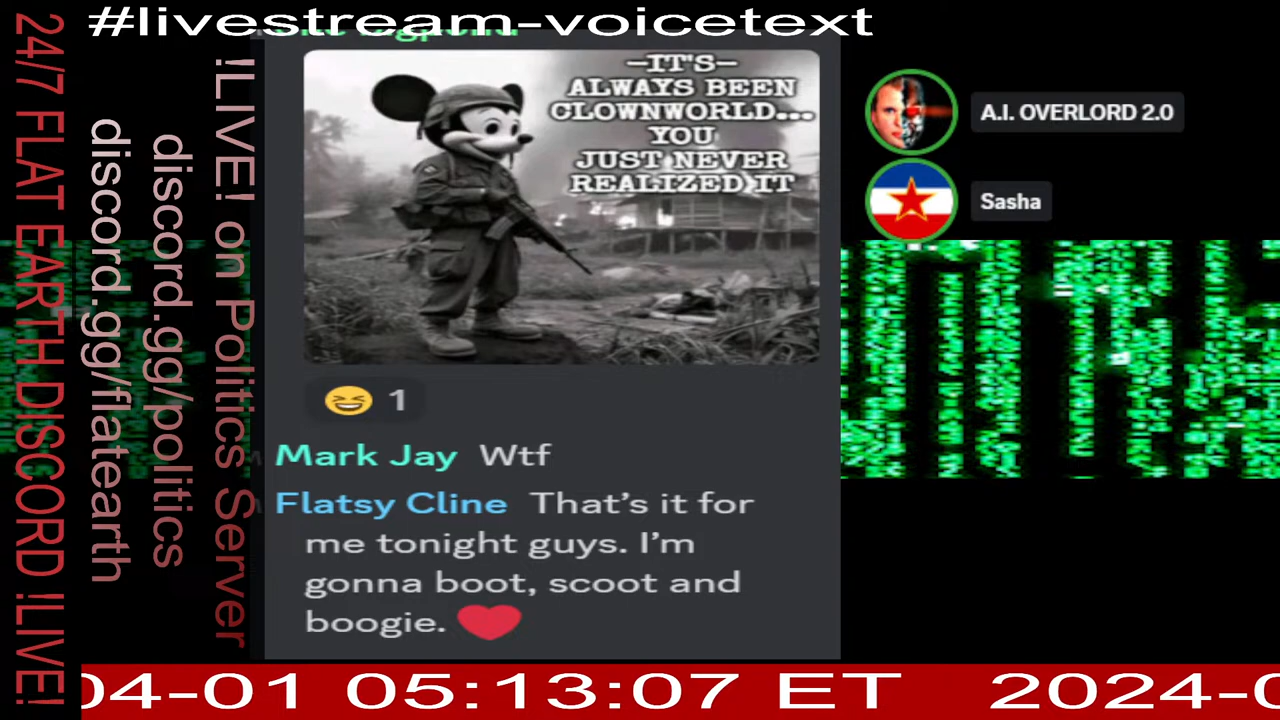 #livestream-voicetext
24/7 FLAT EARTH DISCORD !LIVE!
discord.gg/flatearth
discord.gg/politics
!LIVE! on Politics Server
—IT'S—
ALWAYS BEEN
CLOWNWORLD...
YOU
JUST NEVER
REALIZED IT
1
Mark Jay Wtf
Flatsy Cline That’s it for
me tonight guys. I’m
gonna boot, scoot and
boogie.
A.I. OVERLORD 2.0
Sasha
04-01 05:13:07 ET 2024-0